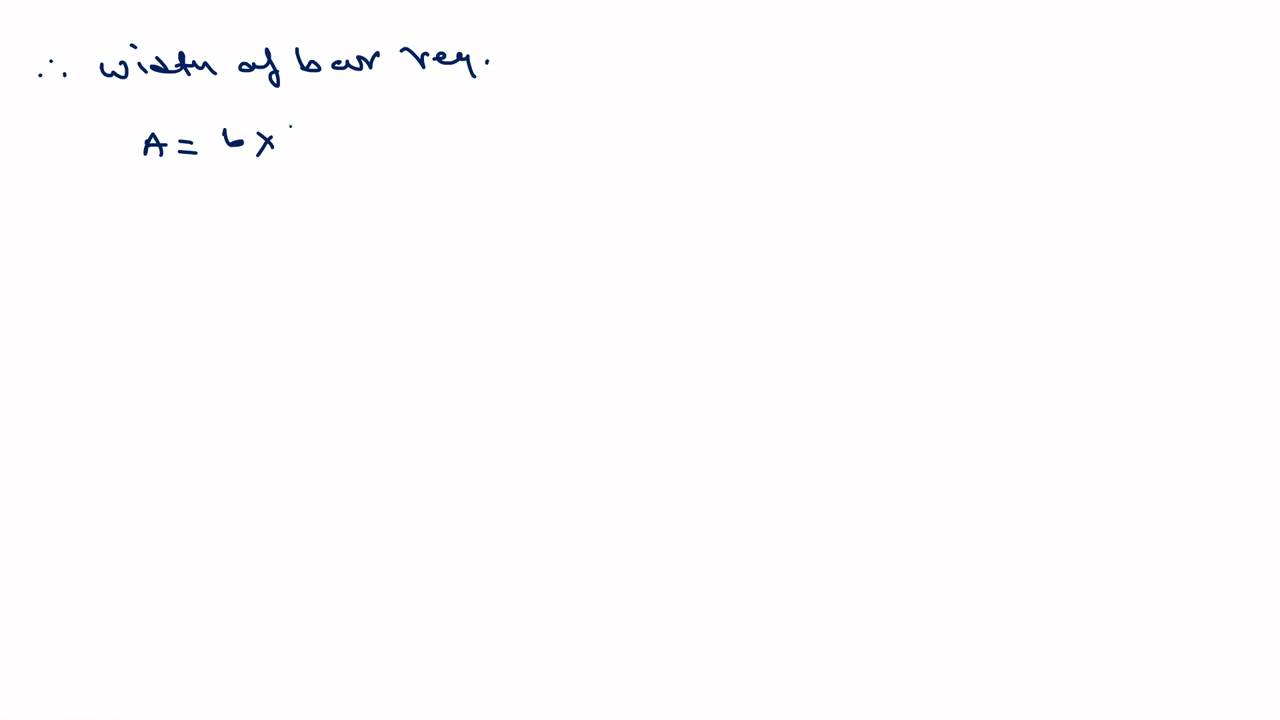 ∴ width of bar req.
A = b x